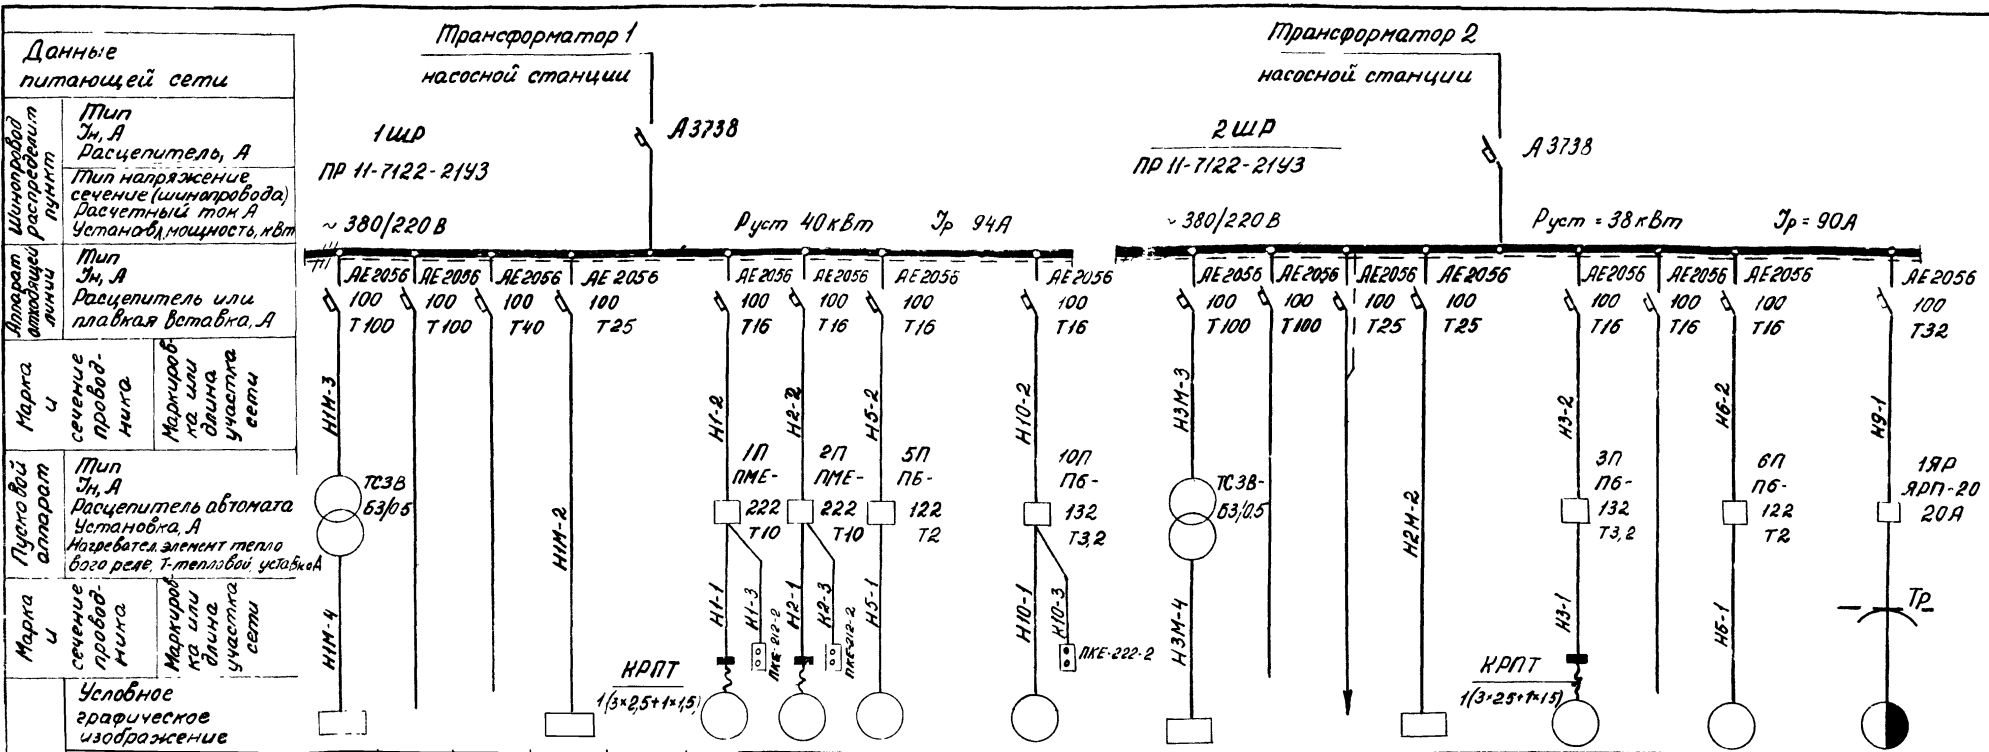 Данные
питающей сети
Шинопровод распределит пункт
Тип
Iн, А
Расцепитель, А
Тип напряжение
сечение (шинопровода)
Расчетный ток А
Установл. мощность, кВт
Аппарат отходящей линии
Тип
Iн, А
Расцепитель или
плавкая вставка, А
Марка и сечение провод-ника
Маркиров-ка или длина участка сети
Пусковой аппарат
Тип
Iн, А
Расцепитель автомата
Установка, А
Нагревател. элемент тепло
вого реле, Т-тепловой, уставка А
Марка и сечение провод-ника
Маркиров-ка или длина участка сети
Условное
графическое
изображение
Трансформатор 1
насосной станции
1ШР
ПР 11-7122-21У3
А3738
~ 380/220 В
Руст 40 кВт
Iр 94А
АЕ2056
100
Т100
АЕ2056
100
Т100
АЕ2056
100
Т40
АЕ2056
100
Т25
АЕ2056
100
Т16
АЕ2056
100
Т16
АЕ2056
100
Т16
АЕ2056
100
Т16
Н1М-3
Н1-2
Н2-2
Н5-2
Н10-2
ТСЗВ
63/0.5
Н1М-2
1П
ПМЕ-
222
Т10
2П
ПМЕ-
222
Т10
5П
П6-
122
Т2
10П
П6-
132
Т3,2
Н1М-4
Н1-1
Н1-3
Н2-1
Н2-3
Н5-1
Н10-1
Н10-3
ПКЕ-212-2
ПКЕ-212-2
ПКЕ-222-2
КРПТ
1(3×2,5+1×1,5)
Трансформатор 2
насосной станции
2ШР
ПР 11-7122-21У3
А3738
~ 380/220 В
Руст = 38 кВт
Iр = 90А
АЕ2056
100
Т100
АЕ2056
100
Т100
АЕ2056
100
Т25
АЕ2056
100
Т25
АЕ2056
100
Т16
АЕ2056
100
Т16
АЕ2056
100
Т16
АЕ2056
100
Т32
Н3М-3
Н3-2
Н6-2
Н9-1
ТСЗВ-
63/0.5
Н2М-2
3П
П6-
132
Т3,2
6П
П6-
122
Т2
1ЯР
ЯРП-20
20А
Н3М-4
Н3-1
Н6-1
Тр
КРПТ
1(3×2,5+1×1,5)